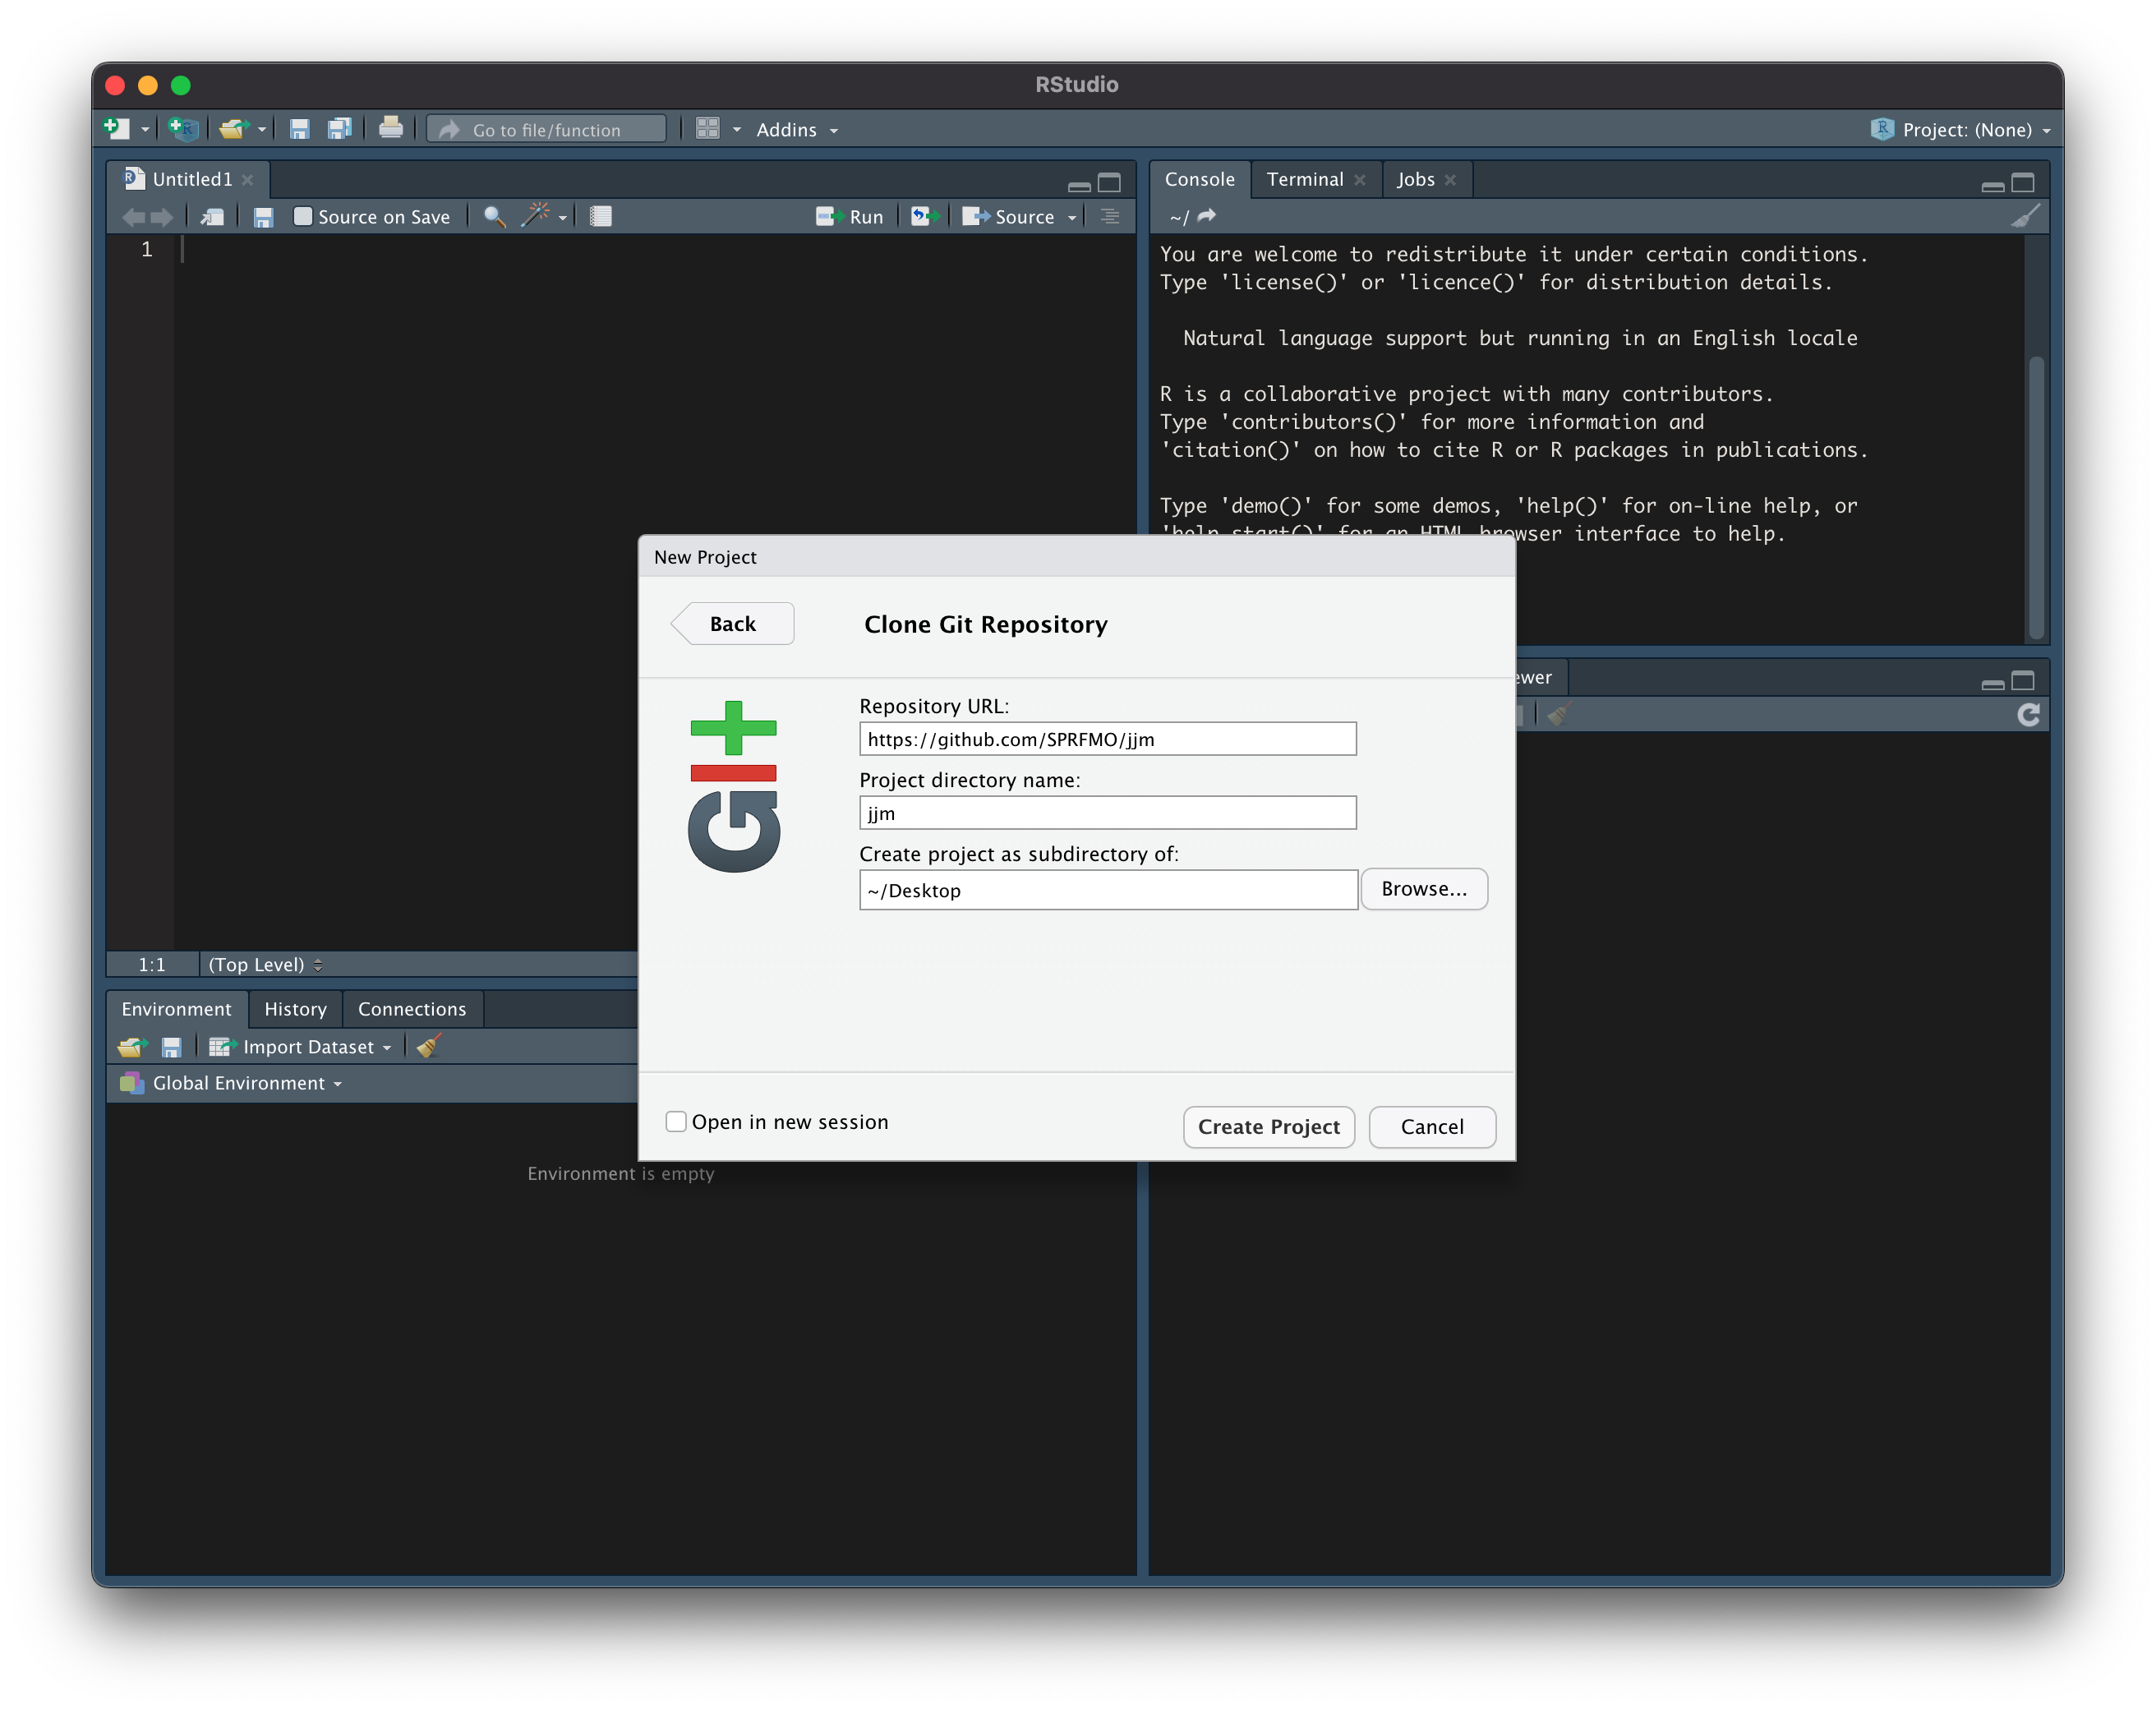 RStudio
Go to file/function
Addins
Project: (None)
Untitled1
Source on Save
Run
Source
1
1:1
(Top Level)
Console
Terminal
Jobs
~/
You are welcome to redistribute it under certain conditions.
Type 'license()' or 'licence()' for distribution details.
Natural language support but running in an English locale
R is a collaborative project with many contributors.
Type 'contributors()' for more information and
'citation()' on how to cite R or R packages in publications.
Type 'demo()' for some demos, 'help()' for on-line help, or
'help.start()' for an HTML browser interface to help.
New Project
Back
Clone Git Repository
Git
Repository URL:
https://github.com/SPRFMO/jjm
Project directory name:
jjm
Create project as subdirectory of:
~/Desktop
Browse...
Open in new session
Create Project
Cancel
Environment
History
Connections
Import Dataset
Global Environment
Environment is empty